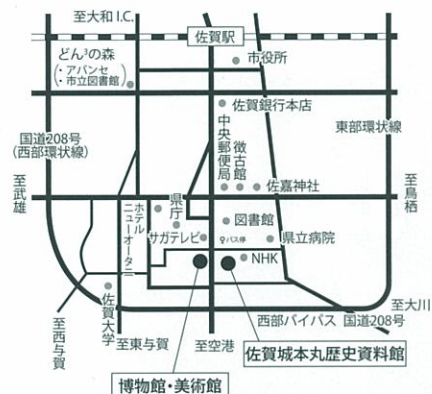 至大和I.C.
佐賀駅
どん³の森
(・アバンセ
・市立図書館)
市役所
佐賀銀行本店
中央郵便局
徴古館
佐嘉神社
国道208号
(西部環状線)
東部環状線
至武雄
至鳥栖
ホテル
ニューオータニ
県庁
サガテレビ
図書館
バス停
県立病院
NHK
佐賀大学
至大川
西部バイパス 国道208号
至西与賀
至東与賀
至空港
佐賀城本丸歴史資料館
博物館・美術館